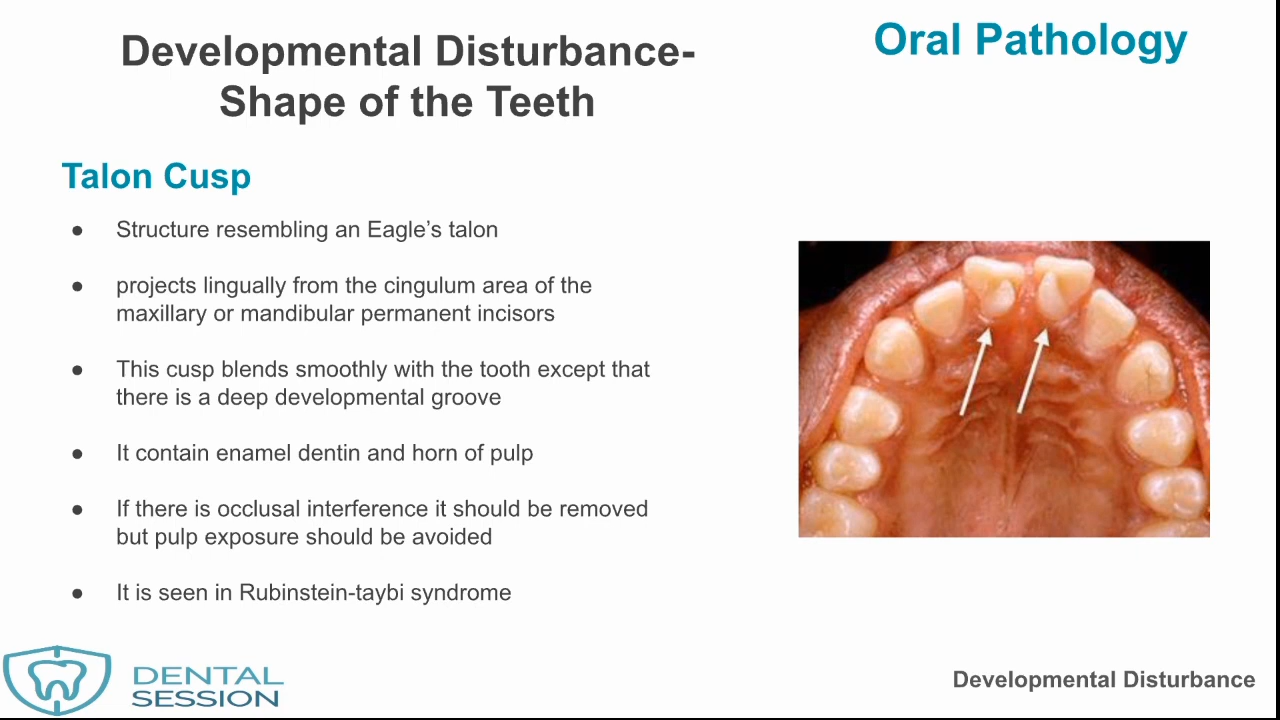 Developmental Disturbance-
Shape of the Teeth
Oral Pathology
Talon Cusp
● Structure resembling an Eagle’s talon
● projects lingually from the cingulum area of the
maxillary or mandibular permanent incisors
● This cusp blends smoothly with the tooth except that
there is a deep developmental groove
● It contain enamel dentin and horn of pulp
● If there is occlusal interference it should be removed
but pulp exposure should be avoided
● It is seen in Rubinstein-taybi syndrome
DENTAL
SESSION
Developmental Disturbance